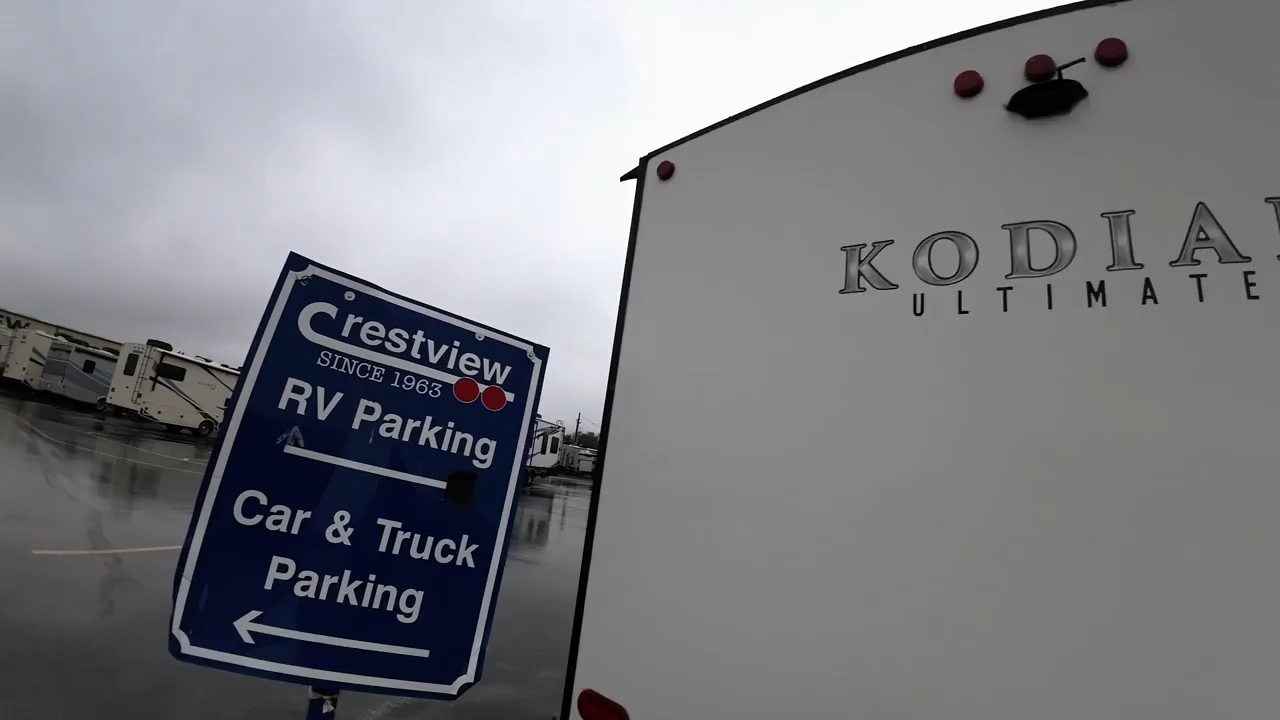 Crestview
SINCE 1963
RV Parking
Car & Truck
Parking
KODIA
ULTIMATE